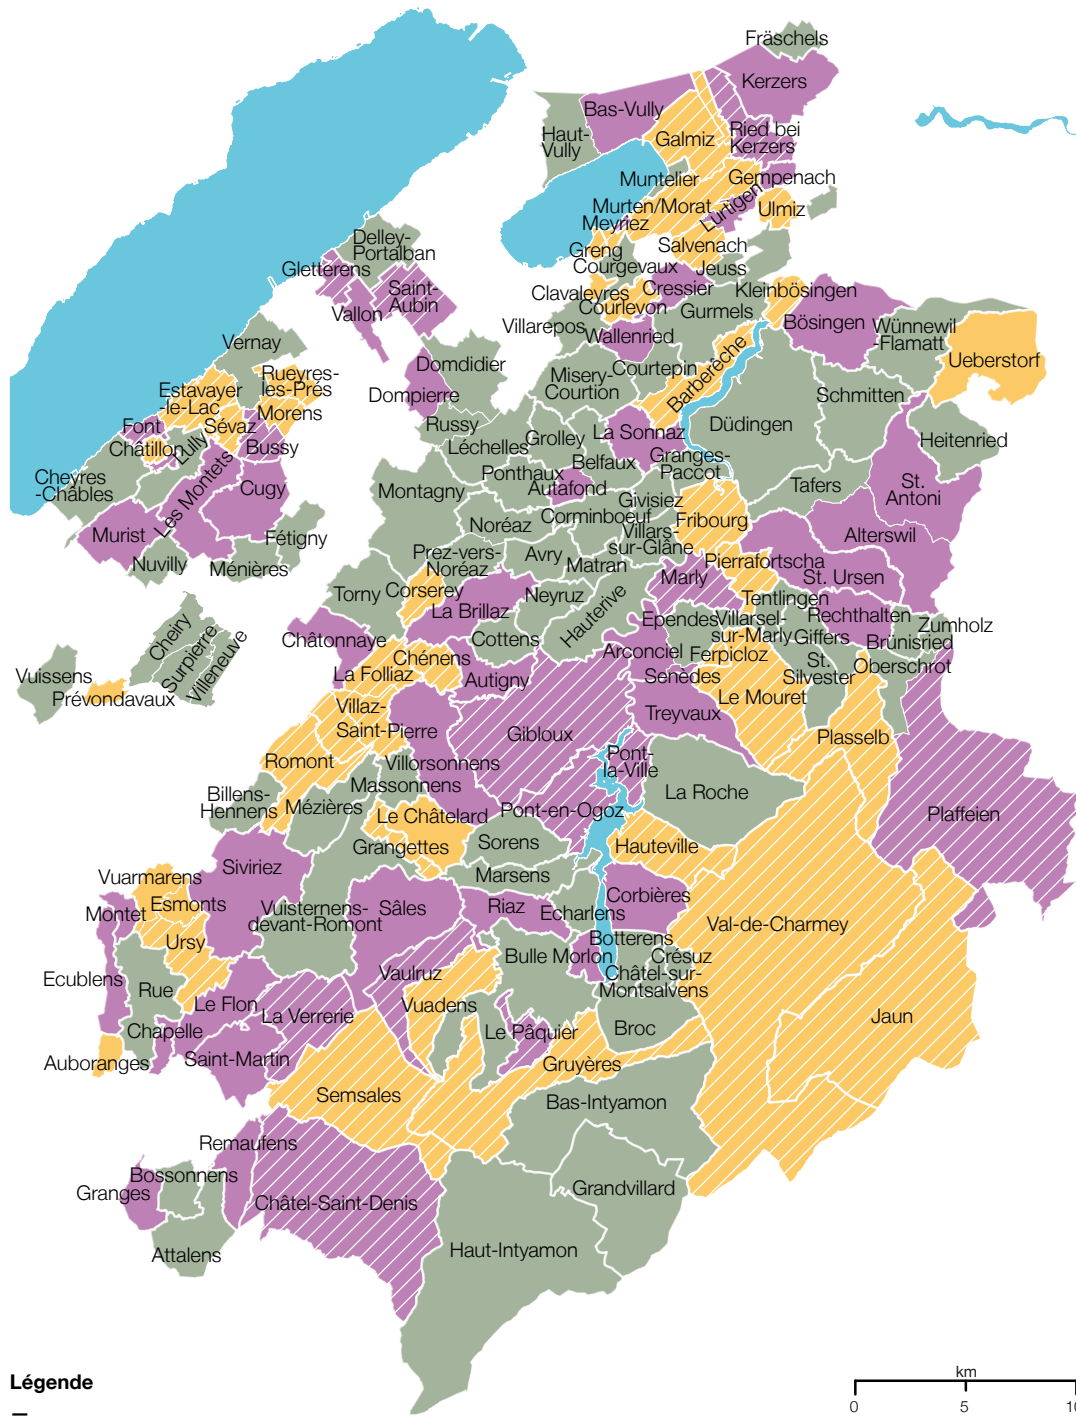 Fräschels
Kerzers
Bas-Vully
Haut-
Vully
Galmiz
Ried bei
Kerzers
Muntelier
Gempenach
Murten/Morat
Lurtigen
Ulmiz
Meyriez
Greng
Salvenach
Courgevaux
Jeuss
Delley-
Portalban
Gletterens
Saint-
Aubin
Vallon
Clavaleyres
Cressier
Kleinbösingen
Courlevon
Gurmels
Villarepos
Wallenried
Bösingen
Wünnewil
-Flamatt
Ueberstorf
Vernay
Domdidier
Dompierre
Misery-
Courtion
Courtepin
Barberêche
Schmitten
Estavayer
-le-Lac
Rueyres-
les-Prés
Morens
Sévaz
Font
Châtillon
Lully
Bussy
Russy
Léchelles
Grolley
La Sonnaz
Düdingen
Heitenried
Cheyres
-Châbles
Les Montets
Cugy
Montagny
Ponthaux
Belfaux
Granges-
Paccot
Autafond
Tafers
St.
Antoni
Givisiez
Murist
Fétigny
Noréaz
Corminboeuf
Villars-
sur-Glâne
Fribourg
Alterswil
Nuvilly
Ménières
Prez-vers-
Noréaz
Avry
Matran
Marly
Pierrafortscha
St. Ursen
Torny
Corserey
La Brillaz
Neyruz
Hauterive
Tentlingen
Rechthalten
Zumholz
Cheiry
Surpierre
Villeneuve
Châtonnaye
Cottens
Ependes
Villarsel-
sur-Marly
Giffers
Brünisried
Arconciel
Ferpicloz
St.
Silvester
Oberschrot
Vuissens
Prévondavaux
Chénens
La Folliaz
Autigny
Senèdes
Le Mouret
Villaz-
Saint-Pierre
Treyvaux
Gibloux
Plasselb
Romont
Villorsonnens
Pont-
la-Ville
Massonnens
La Roche
Billens-
Hennens
Mézières
Le Châtelard
Pont-en-Ogoz
Plaffeien
Grangettes
Sorens
Hauteville
Siviriez
Marsens
Vuarmarens
Esmonts
Montet
Vuisternens-
devant-Romont
Sâles
Riaz
Echarlens
Corbières
Val-de-Charmey
Ursy
Botterens
Bulle
Morlon
Crésuz
Châtel-sur-
Montsalvens
Ecublens
Rue
Vaulruz
Le Flon
La Verrerie
Vuadens
Jaun
Chapelle
Le Pâquier
Broc
Auboranges
Saint-Martin
Gruyères
Semsales
Bas-Intyamon
Remaufens
Bossonnens
Granges
Châtel-Saint-Denis
Grandvillard
Attalens
Haut-Intyamon
Légende
km
0 5 10